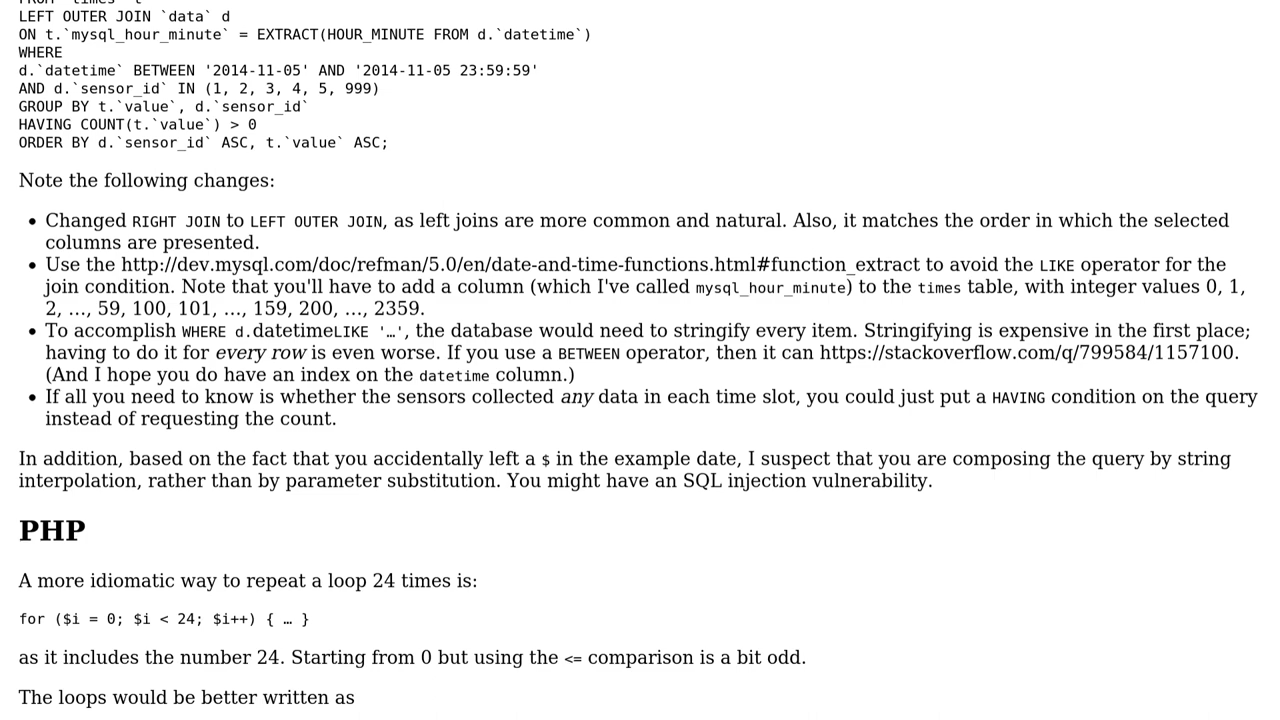 FROM `times` t
LEFT OUTER JOIN `data` d
ON t.`mysql_hour_minute` = EXTRACT(HOUR_MINUTE FROM d.`datetime`)
WHERE
d.`datetime` BETWEEN '2014-11-05' AND '2014-11-05 23:59:59'
AND d.`sensor_id` IN (1, 2, 3, 4, 5, 999)
GROUP BY t.`value`, d.`sensor_id`
HAVING COUNT(t.`value`) > 0
ORDER BY d.`sensor_id` ASC, t.`value` ASC;
Note the following changes:
• Changed RIGHT JOIN to LEFT OUTER JOIN, as left joins are more common and natural. Also, it matches the order in which the selected
columns are presented.
• Use the http://dev.mysql.com/doc/refman/5.0/en/date-and-time-functions.html#function_extract to avoid the LIKE operator for the
join condition. Note that you'll have to add a column (which I've called mysql_hour_minute) to the times table, with integer values 0, 1,
2, …, 59, 100, 101, …, 159, 200, …, 2359.
• To accomplish WHERE d.datetimeLIKE '…', the database would need to stringify every item. Stringifying is expensive in the first place;
having to do it for every row is even worse. If you use a BETWEEN operator, then it can https://stackoverflow.com/q/799584/1157100.
(And I hope you do have an index on the datetime column.)
• If all you need to know is whether the sensors collected any data in each time slot, you could just put a HAVING condition on the query
instead of requesting the count.
In addition, based on the fact that you accidentally left a $ in the example date, I suspect that you are composing the query by string
interpolation, rather than by parameter substitution. You might have an SQL injection vulnerability.
PHP
A more idiomatic way to repeat a loop 24 times is:
for ($i = 0; $i < 24; $i++) { … }
as it includes the number 24. Starting from 0 but using the <= comparison is a bit odd.
The loops would be better written as